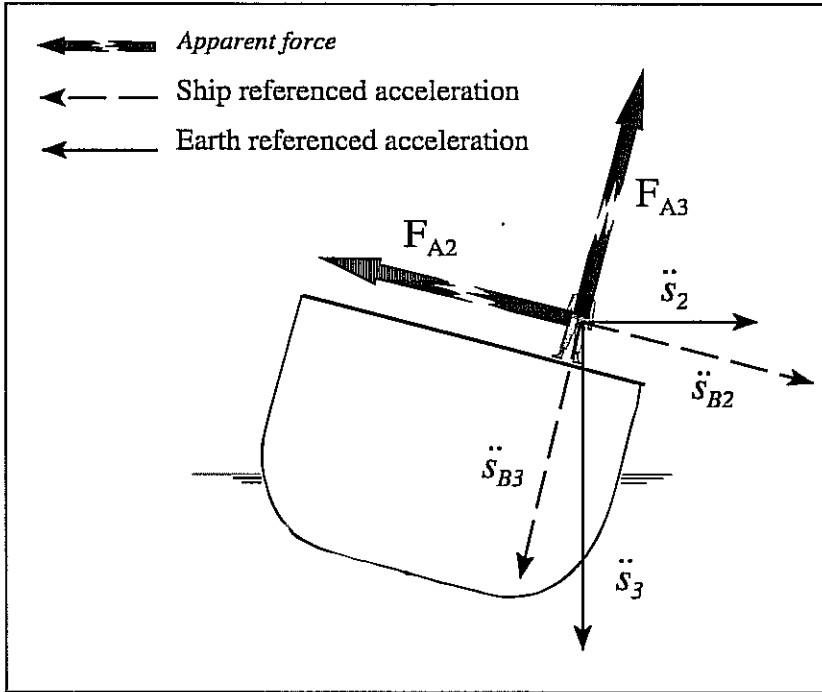 Apparent force
Ship referenced acceleration
Earth referenced acceleration
F_A3
F_A2
s̈_2
s̈_B2
s̈_B3
s̈_3